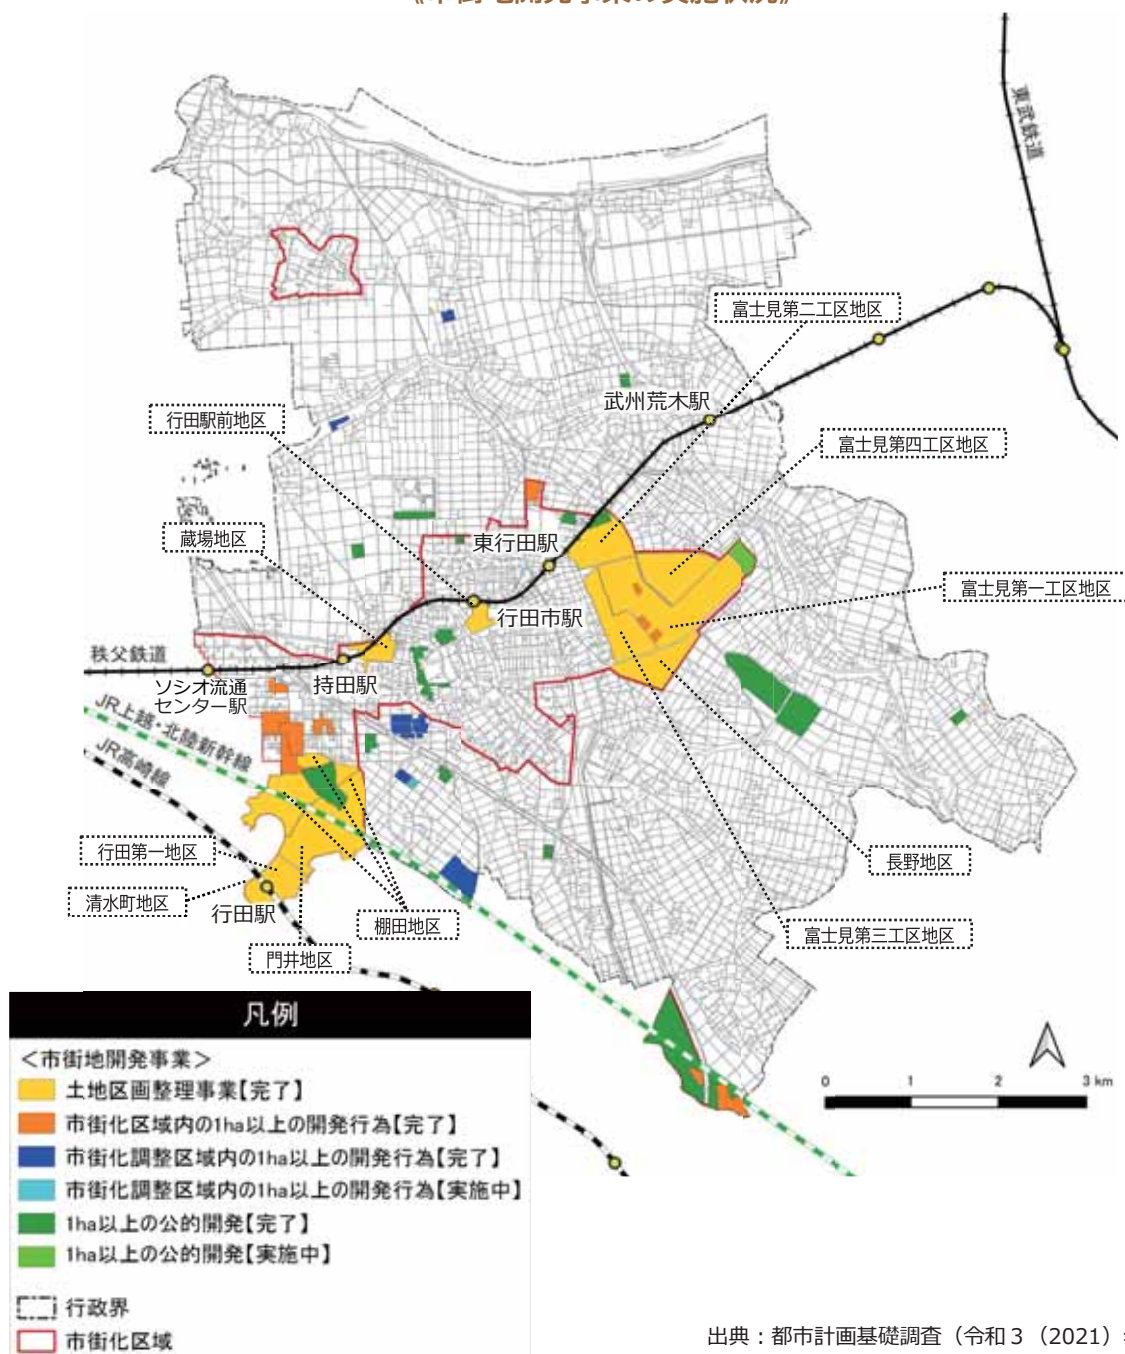 《市街地開発事業の実施状況》
東武鉄道
富士見第二工区地区
武州荒木駅
行田駅前地区
富士見第四工区地区
蔵場地区
東行田駅
富士見第一工区地区
行田市駅
秩父鉄道
持田駅
ソシオ流通
センター駅
JR上越・北陸新幹線
JR高崎線
行田第一地区
長野地区
清水町地区
行田駅
棚田地区
富士見第三工区地区
門井地区
凡例
＜市街地開発事業＞
土地区画整理事業【完了】
市街化区域内の1ha以上の開発行為【完了】
市街化調整区域内の1ha以上の開発行為【完了】
市街化調整区域内の1ha以上の開発行為【実施中】
1ha以上の公的開発【完了】
1ha以上の公的開発【実施中】
行政界
市街化区域
0 1 2 3 km
出典：都市計画基礎調査（令和３（2021）